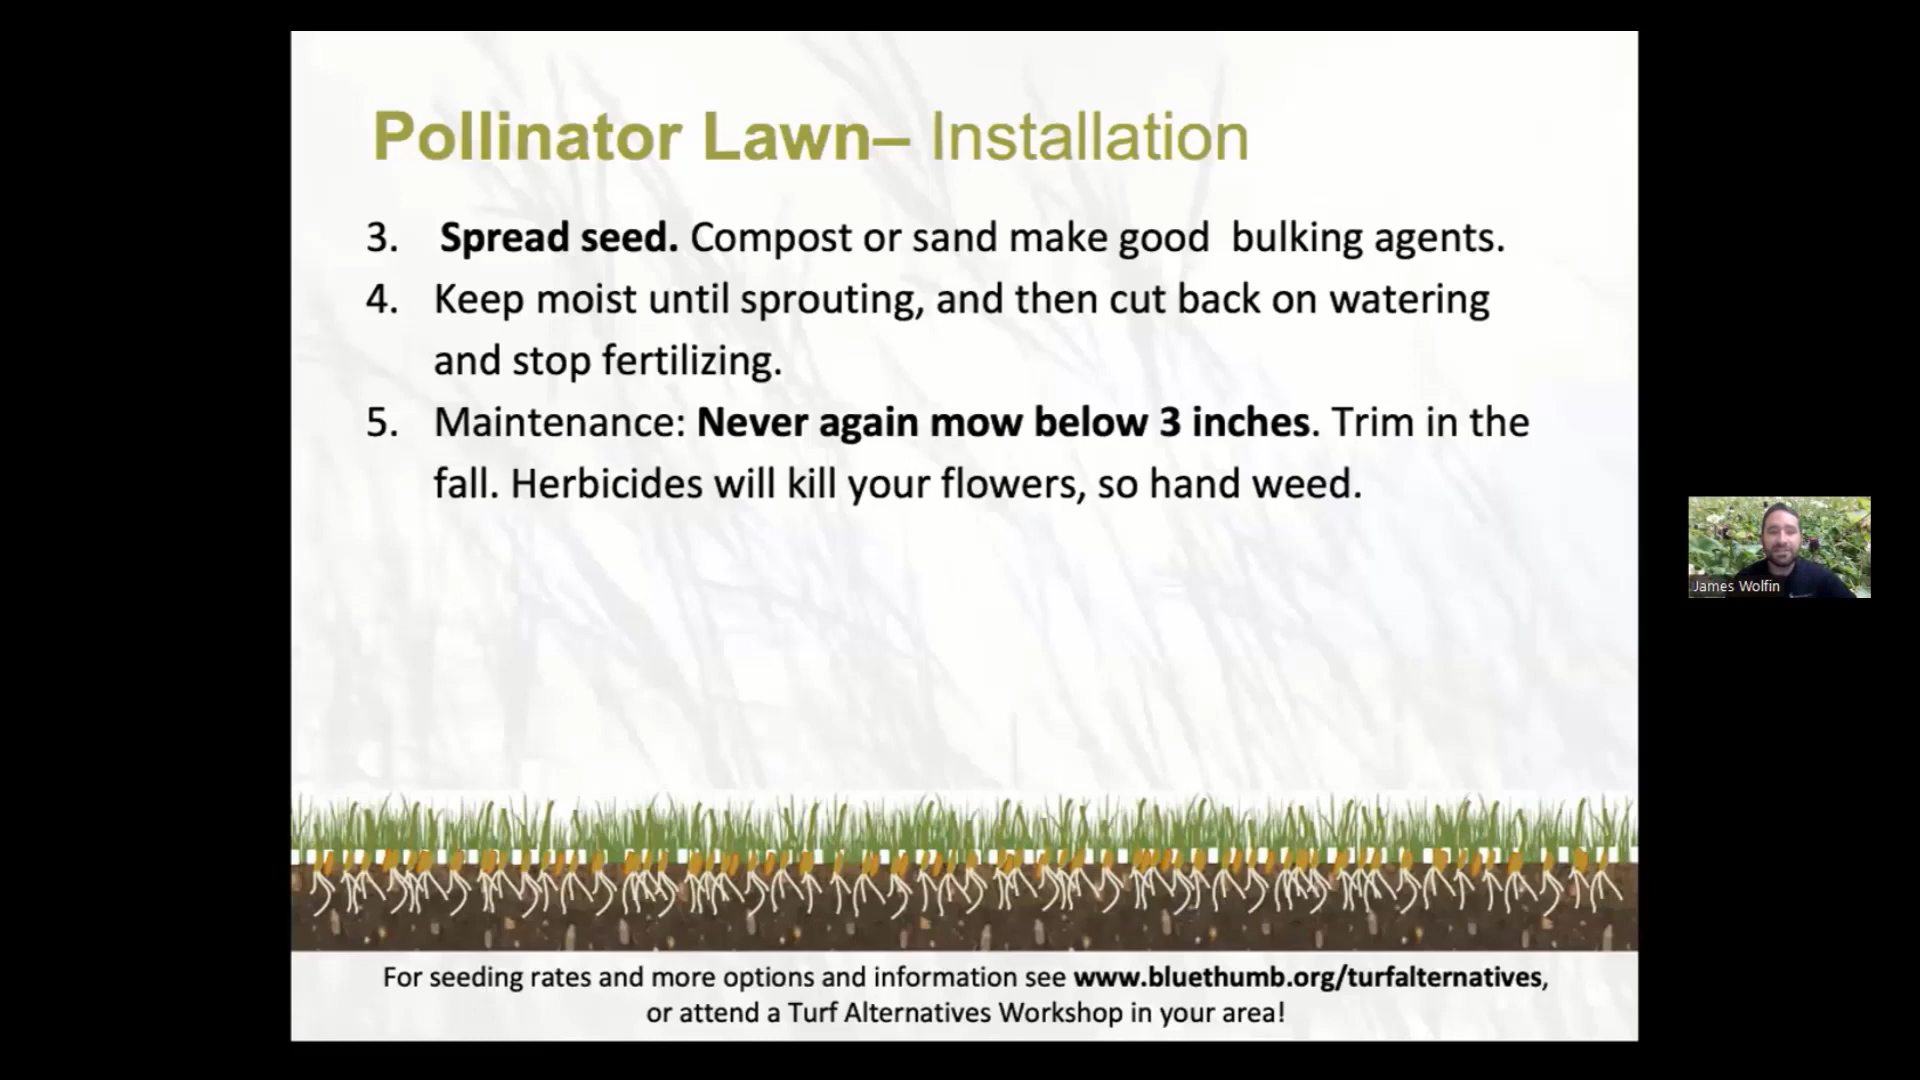 Pollinator Lawn– Installation
3. Spread seed. Compost or sand make good bulking agents.
4. Keep moist until sprouting, and then cut back on watering
and stop fertilizing.
5. Maintenance: Never again mow below 3 inches. Trim in the
fall. Herbicides will kill your flowers, so hand weed.
James Wolfin
For seeding rates and more options and information see www.bluethumb.org/turfalternatives,
or attend a Turf Alternatives Workshop in your area!